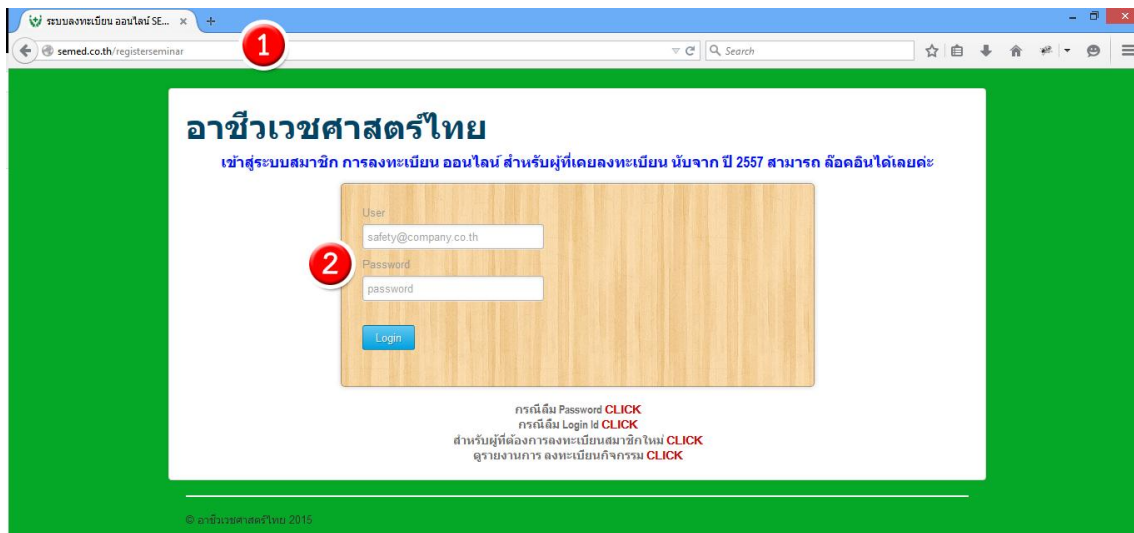 ระบบลงทะเบียน ออนไลน์ SE...
semed.co.th/registerseminar
Search
1
อาชีวเวชศาสตร์ไทย
เข้าสู่ระบบสมาชิก การลงทะเบียน ออนไลน์ สำหรับผู้ที่เคยลงทะเบียน นับจาก ปี 2557 สามารถ ล๊อคอินได้เลยค่ะ
User
safety@company.co.th
2
Password
password
Login
กรณีลืม Password CLICK
กรณีลืม Login Id CLICK
สำหรับผู้ที่ต้องการลงทะเบียนสมาชิกใหม่ CLICK
ดูรายงานการ ลงทะเบียนกิจกรรม CLICK
© อาชีวเวชศาสตร์ไทย 2015